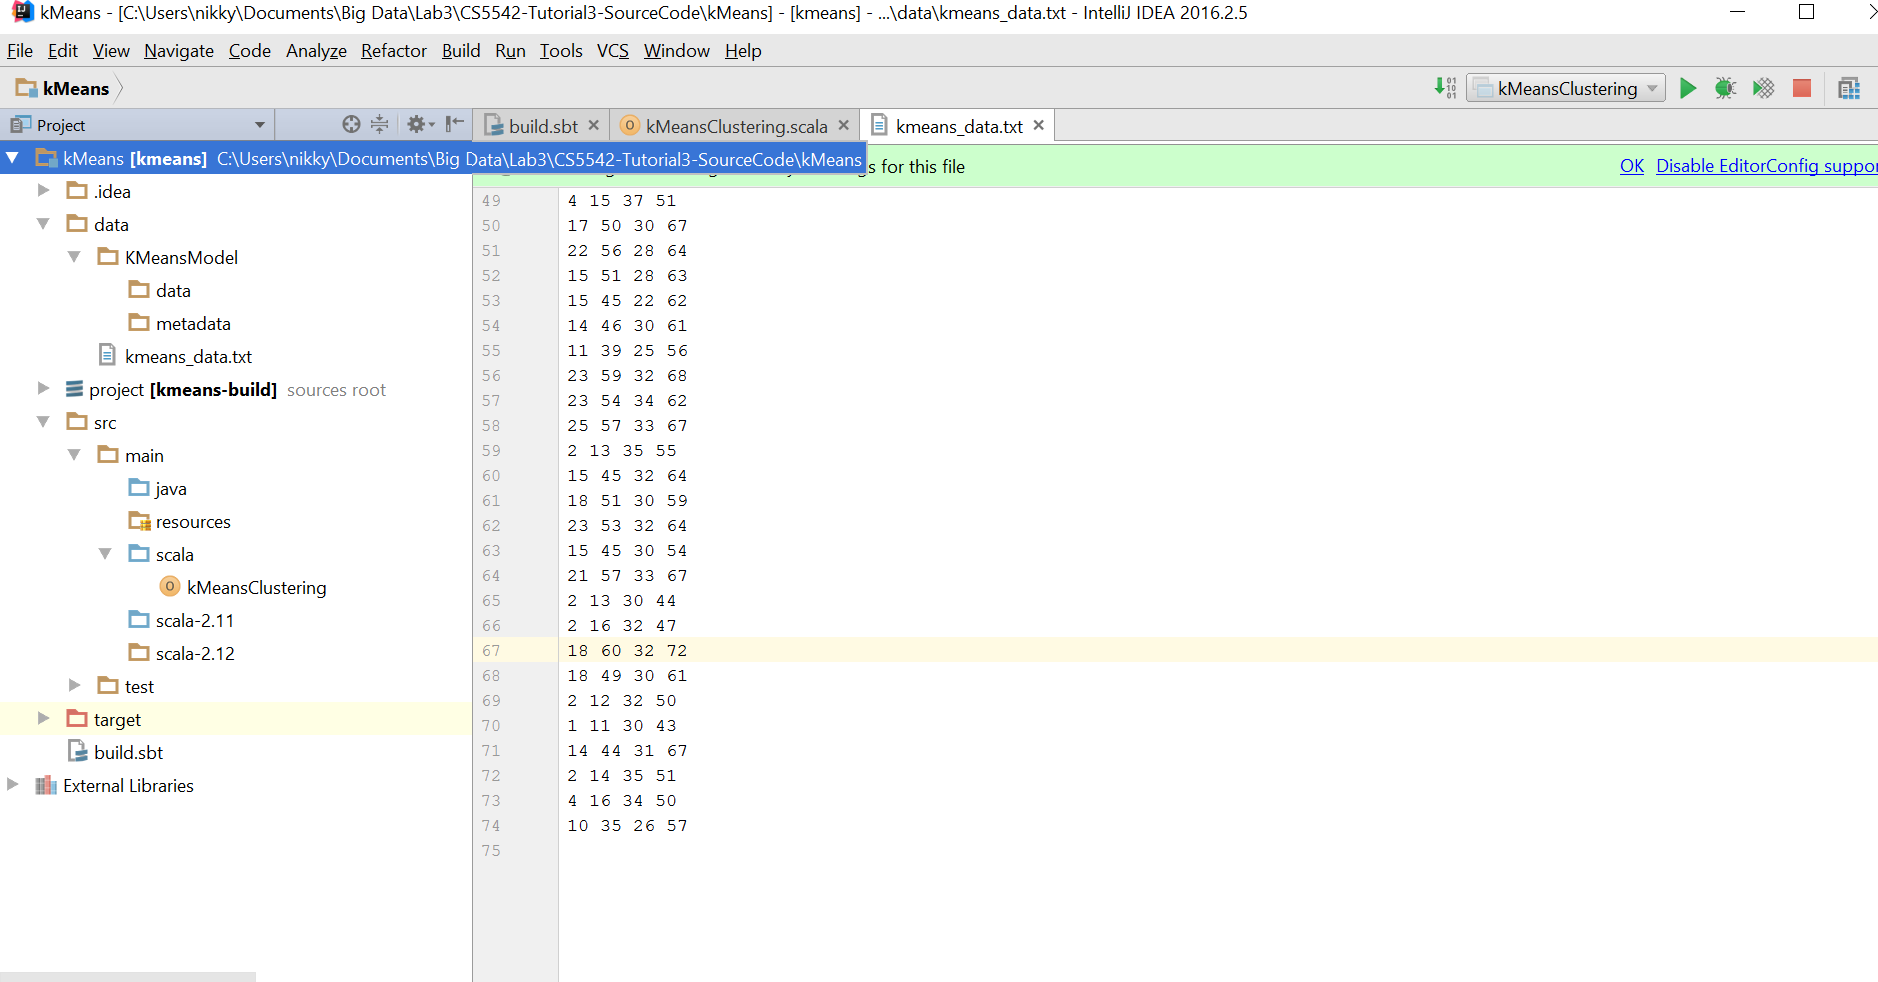 kMeans - [C:\Users\nikky\Documents\Big Data\Lab3\CS5542-Tutorial3-SourceCode\kMeans] - [kmeans] - ...\data\kmeans_data.txt - IntelliJ IDEA 2016.2.5
File Edit View Navigate Code Analyze Refactor Build Run Tools VCS Window Help
kMeans
kMeansClustering
Project
build.sbt
kMeansClustering.scala
kmeans_data.txt
kMeans [kmeans] C:\Users\nikky\Documents\Big Data\Lab3\CS5542-Tutorial3-SourceCode\kMeans
s for this file
OK Disable EditorConfig suppor
.idea
data
KMeansModel
data
metadata
kmeans_data.txt
project [kmeans-build] sources root
src
main
java
resources
scala
kMeansClustering
scala-2.11
scala-2.12
test
target
build.sbt
External Libraries
49 4 15 37 51
50 17 50 30 67
51 22 56 28 64
52 15 51 28 63
53 15 45 22 62
54 14 46 30 61
55 11 39 25 56
56 23 59 32 68
57 23 54 34 62
58 25 57 33 67
59 2 13 35 55
60 15 45 32 64
61 18 51 30 59
62 23 53 32 64
63 15 45 30 54
64 21 57 33 67
65 2 13 30 44
66 2 16 32 47
67 18 60 32 72
68 18 49 30 61
69 2 12 32 50
70 1 11 30 43
71 14 44 31 67
72 2 14 35 51
73 4 16 34 50
74 10 35 26 57
75